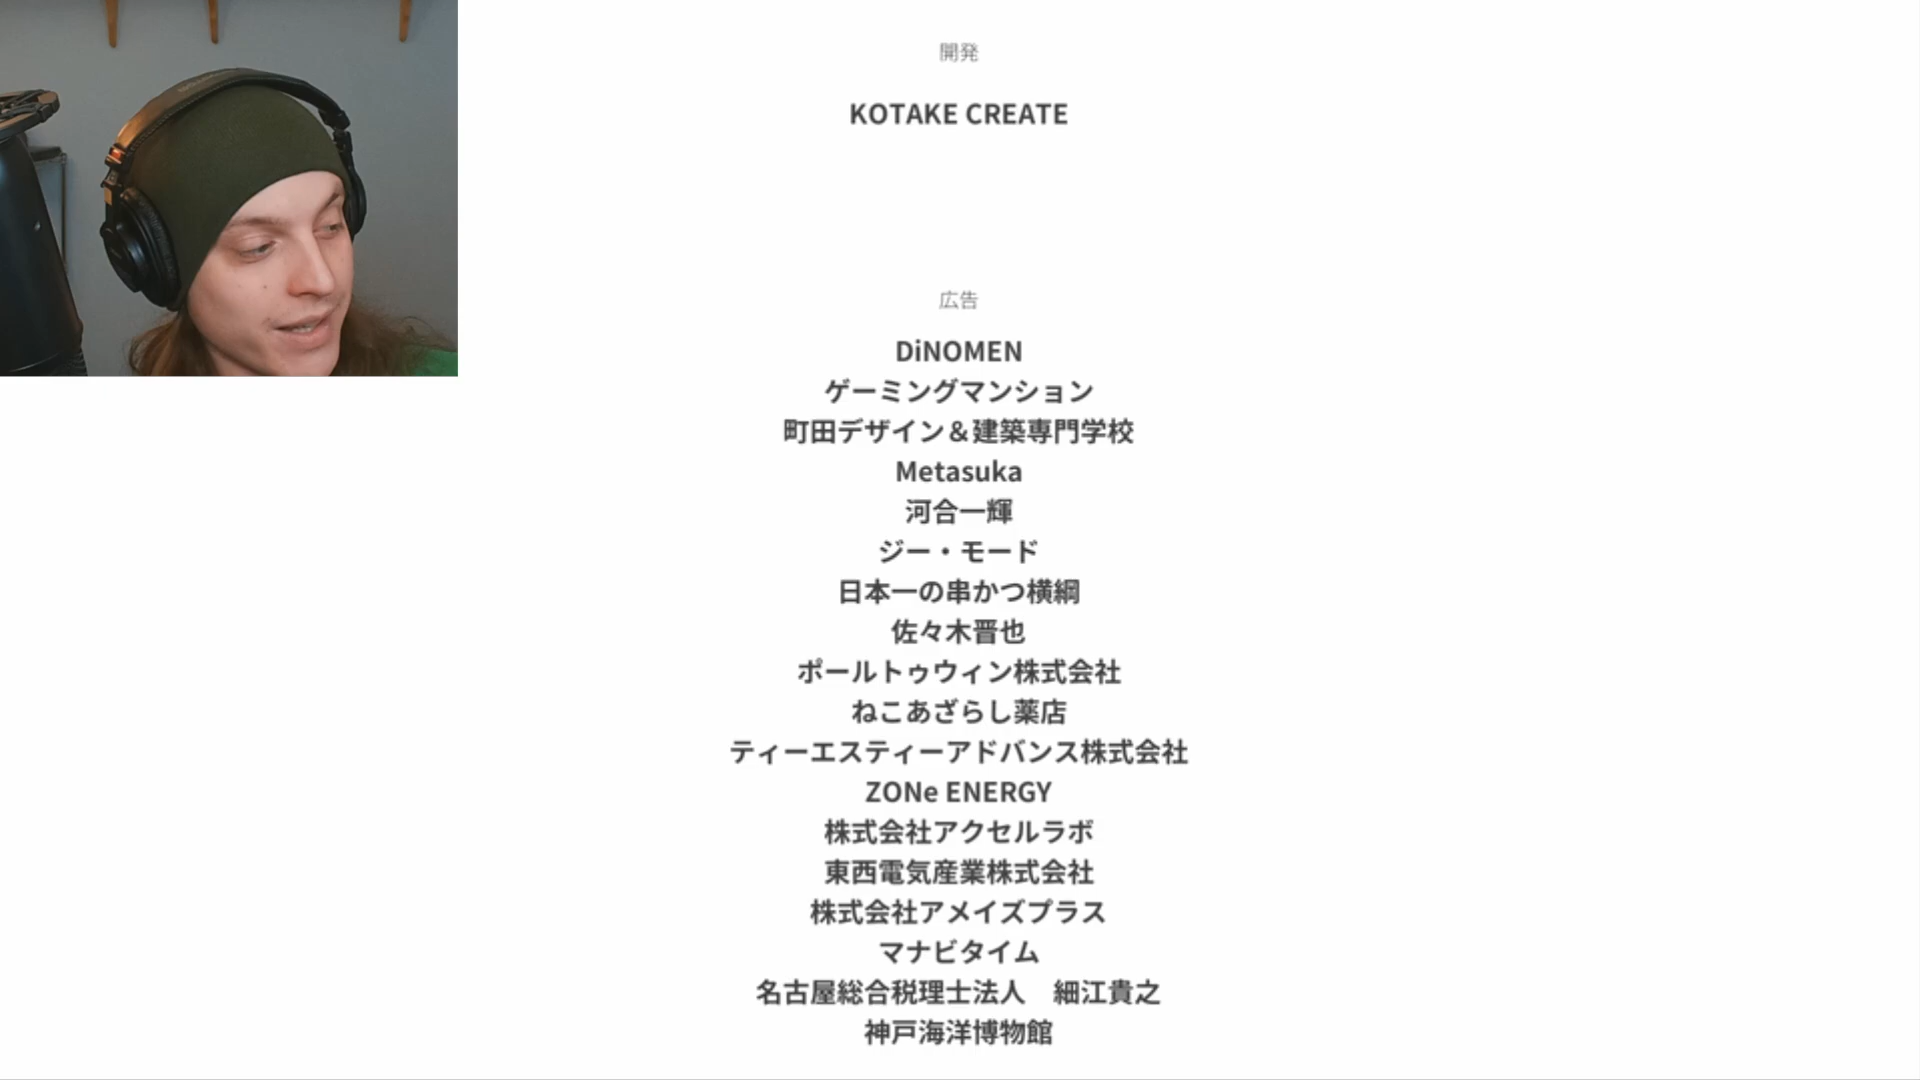 開発
KOTAKE CREATE
広告
DiNOMEN
ゲーミングマンション
町田デザイン＆建築専門学校
Metasuka
河合一輝
ジー・モード
日本一の串かつ横綱
佐々木晋也
ポールトゥウィン株式会社
ねこあざらし薬店
ティーエスティーアドバンス株式会社
ZONe ENERGY
株式会社アクセルラボ
東西電気産業株式会社
株式会社アメイズプラス
マナビタイム
名古屋総合税理士法人　細江貴之
神戸海洋博物館